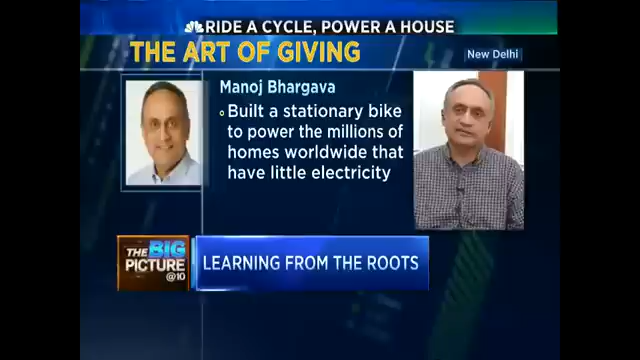 RIDE A CYCLE, POWER A HOUSE
THE ART OF GIVING
New Delhi
Manoj Bhargava
Built a stationary bike
to power the millions of
homes worldwide that
have little electricity
THE BIG
PICTURE
@10
LEARNING FROM THE ROOTS